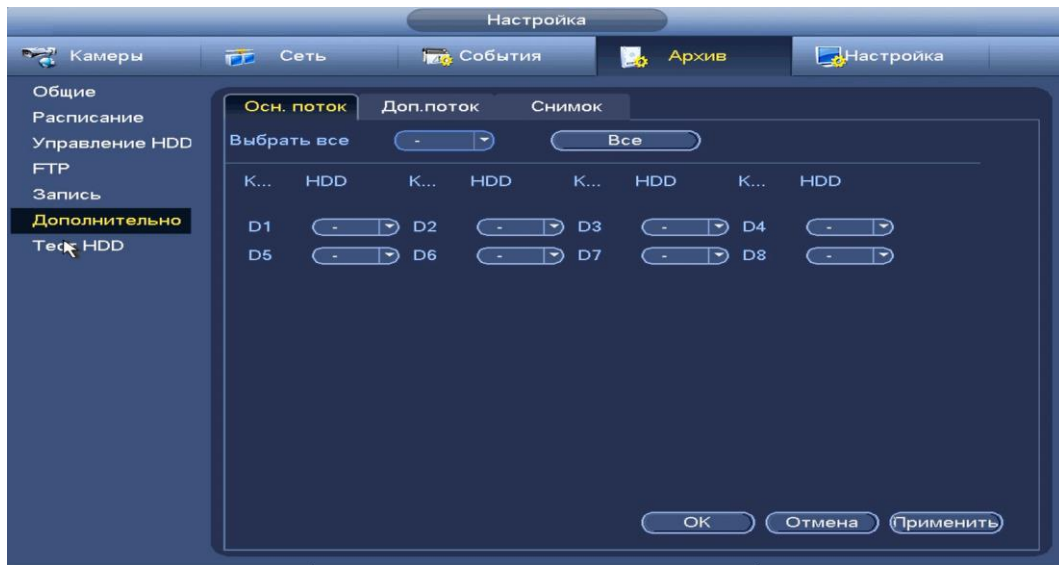 Настройка
Камеры Сеть События Архив Настройка
Общие
Расписание
Управление HDD
FTP
Запись
Дополнительно
Тест HDD
Осн. поток Доп.поток Снимок
Выбрать все - Все
К... HDD К... HDD К... HDD К... HDD
D1 - D2 - D3 - D4 -
D5 - D6 - D7 - D8 -
OK Отмена Применить